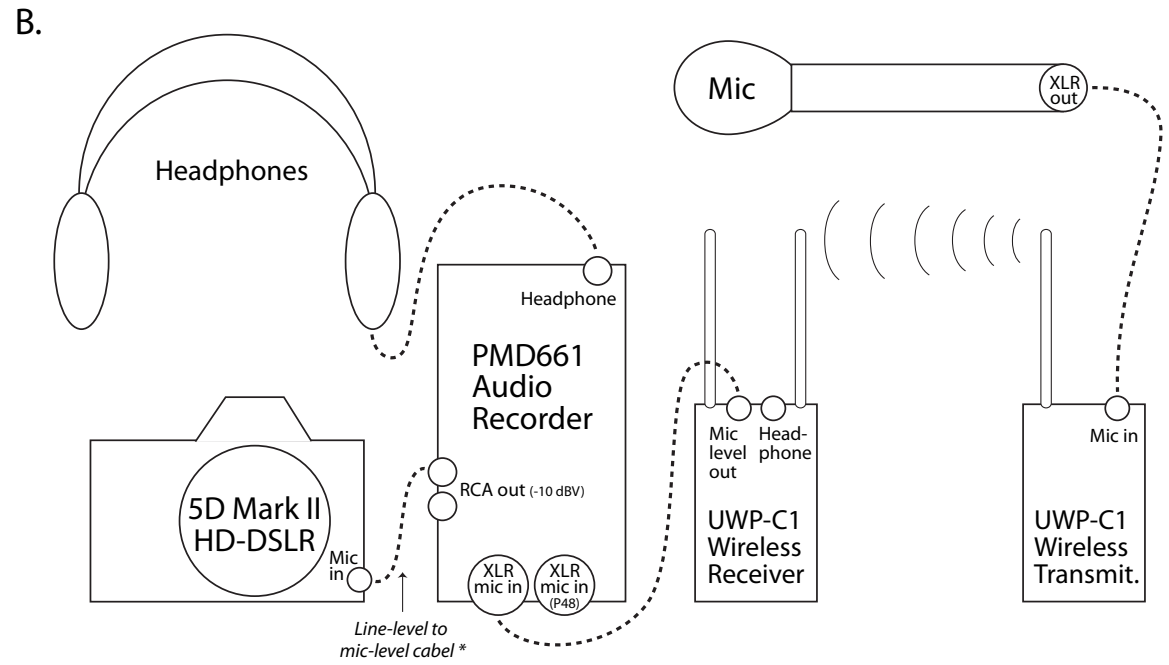 B.
Headphones
Mic
XLR
out
Headphone
PMD661
Audio
Recorder
RCA out (-10 dBV)
XLR
mic in
XLR
mic in
(P48)
5D Mark II
HD-DSLR
Mic
in
Line-level to
mic-level cabel *
Mic
level
out
Head-
phone
UWP-C1
Wireless
Receiver
Mic in
UWP-C1
Wireless
Transmit.